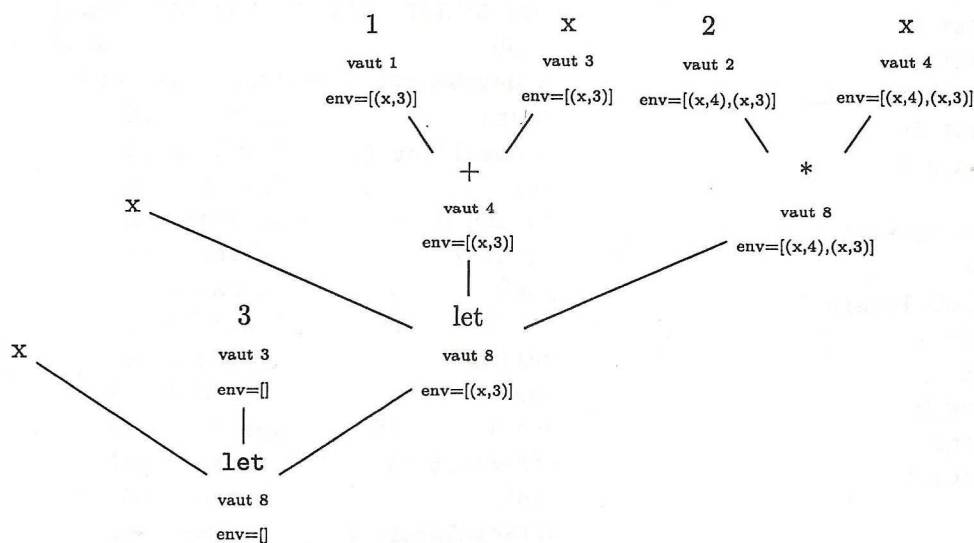 1 x 2 x
vaut 1 vaut 3 vaut 2 vaut 4
env=[(x,3)] env=[(x,3)] env=[(x,4),(x,3)] env=[(x,4),(x,3)]
+ *
x vaut 4 vaut 8
env=[(x,3)] env=[(x,4),(x,3)]
3 let
x vaut 3 vaut 8
env=[] env=[(x,3)]
let
vaut 8
env=[]